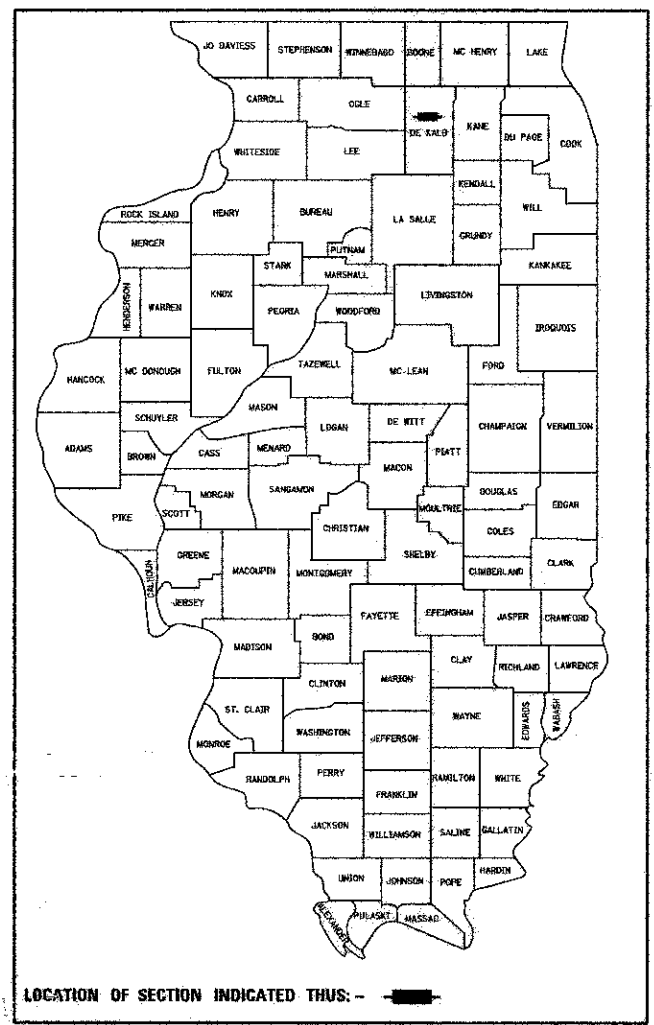 JO DAVIESS STEPHENSON WINNEBAGO BOONE MC HENRY LAKE
CARROLL OGLE DE KALB KANE DU PAGE COOK
WHITESIDE LEE
KENDALL WILL
ROCK ISLAND HENRY BUREAU LA SALLE GRUNDY
MERCER PUTNAM
STARK MARSHALL KANKAKEE
HENDERSON WARREN KNOX PEORIA WOODFORD LIVINGSTON IROQUOIS
HANCOCK MC DONOUGH FULTON TAZEWELL MC-LEAN FORD
MASON
SCHUYLER LOGAN DE WITT CHAMPAIGN VERMILION
ADAMS BROWN CASS MENARD MACON PIATT
PIKE SCOTT MORGAN SANGAMON MOULTRIE DOUGLAS EDGAR
CHRISTIAN COLES
CALHOUN GREENE MACOUPIN MONTGOMERY SHELBY CUMBERLAND CLARK
JERSEY FAYETTE EFFINGHAM JASPER CRAWFORD
MADISON BOND
CLAY RICHLAND LAWRENCE
CLINTON MARION
ST. CLAIR WAYNE EDWARDS WABASH
MONROE WASHINGTON JEFFERSON
RANDOLPH PERRY HAMILTON WHITE
FRANKLIN
JACKSON WILLIAMSON SALINE GALLATIN
UNION JOHNSON POPE HARDIN
ALEXANDER PULASKI MASSAC
LOCATION OF SECTION INDICATED THUS: -